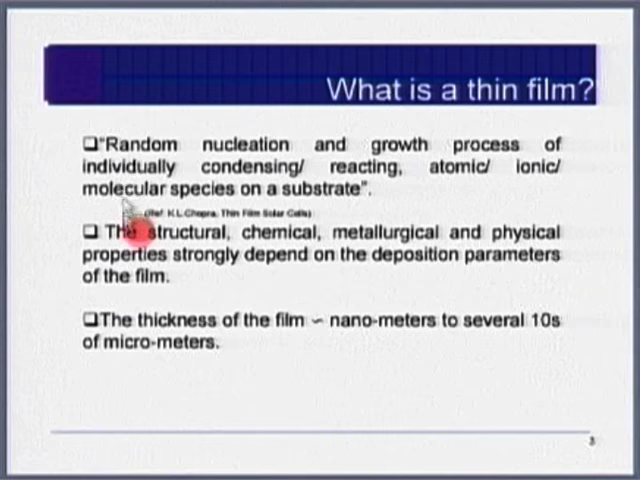 What is a thin film?
❑"Random nucleation and growth process of
individually condensing/ reacting, atomic/ ionic/
molecular species on a substrate".
(Ref: K.L.Chopra, Thin Film Solar Cells)
❑ The structural, chemical, metallurgical and physical
properties strongly depend on the deposition parameters
of the film.
❑The thickness of the film ~ nano-meters to several 10s
of micro-meters.
3